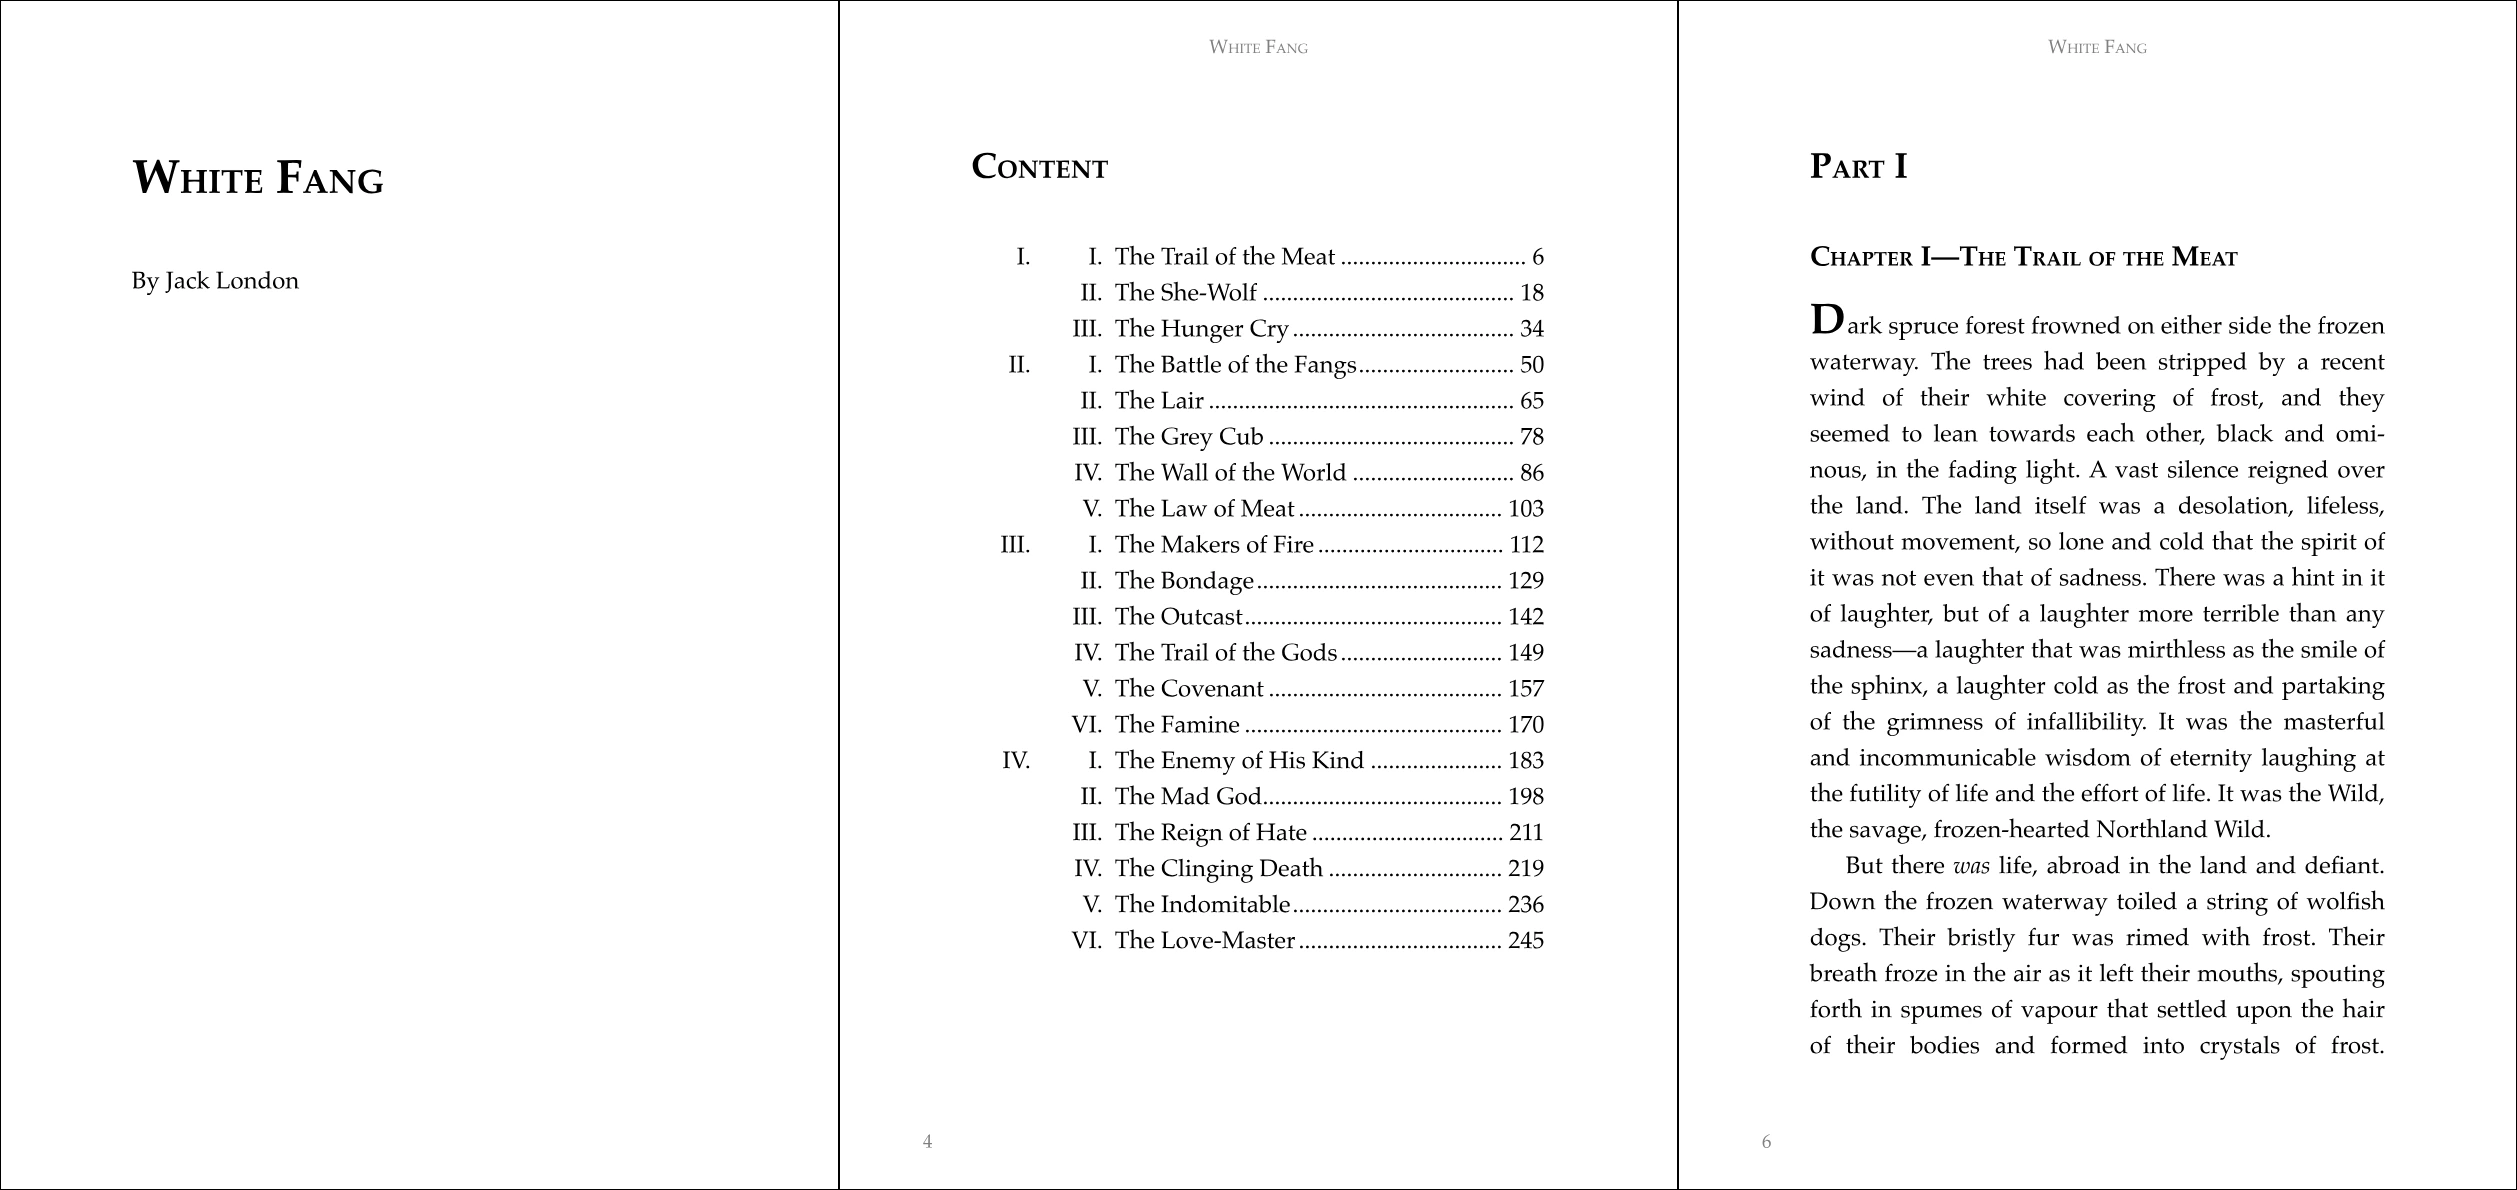 White Fang
By Jack London
White Fang
Content
I. I. The Trail of the Meat ............................... 6
II. The She-Wolf .......................................... 18
III. The Hunger Cry ..................................... 34
II. I. The Battle of the Fangs .......................... 50
II. The Lair ................................................... 65
III. The Grey Cub ......................................... 78
IV. The Wall of the World ........................... 86
V. The Law of Meat .................................. 103
III. I. The Makers of Fire ............................... 112
II. The Bondage ......................................... 129
III. The Outcast ........................................... 142
IV. The Trail of the Gods ........................... 149
V. The Covenant ....................................... 157
VI. The Famine ........................................... 170
IV. I. The Enemy of His Kind ...................... 183
II. The Mad God ........................................ 198
III. The Reign of Hate ................................ 211
IV. The Clinging Death ............................. 219
V. The Indomitable ................................... 236
VI. The Love-Master .................................. 245
4
White Fang
Part I
Chapter I—The Trail of the Meat
Dark spruce forest frowned on either side the frozen
waterway. The trees had been stripped by a recent
wind of their white covering of frost, and they
seemed to lean towards each other, black and omi-
nous, in the fading light. A vast silence reigned over
the land. The land itself was a desolation, lifeless,
without movement, so lone and cold that the spirit of
it was not even that of sadness. There was a hint in it
of laughter, but of a laughter more terrible than any
sadness—a laughter that was mirthless as the smile of
the sphinx, a laughter cold as the frost and partaking
of the grimness of infallibility. It was the masterful
and incommunicable wisdom of eternity laughing at
the futility of life and the effort of life. It was the Wild,
the savage, frozen-hearted Northland Wild.
But there was life, abroad in the land and defiant.
Down the frozen waterway toiled a string of wolfish
dogs. Their bristly fur was rimed with frost. Their
breath froze in the air as it left their mouths, spouting
forth in spumes of vapour that settled upon the hair
of their bodies and formed into crystals of frost.
6